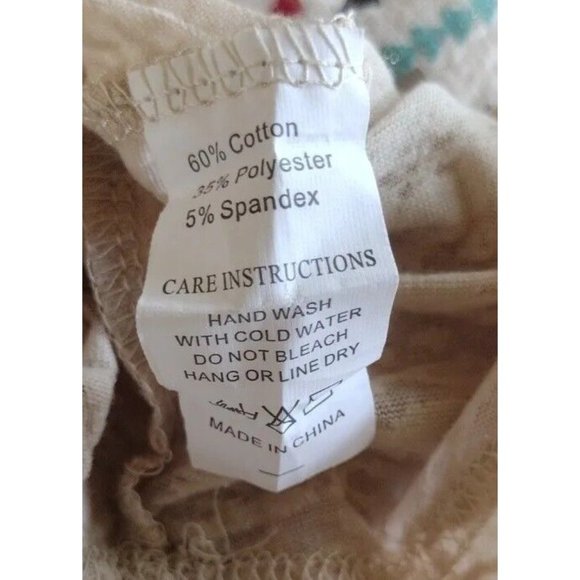 60% Cotton
35% Polyester
5% Spandex
CARE INSTRUCTIONS
HAND WASH
WITH COLD WATER
DO NOT BLEACH
HANG OR LINE DRY
MADE IN CHINA